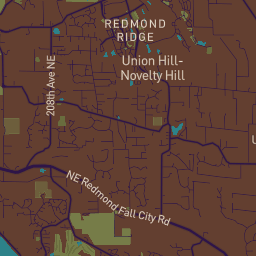 REDMOND
RIDGE
Union Hill-
Novelty Hill
208th Ave NE
U
NE Redmond Fall City Rd